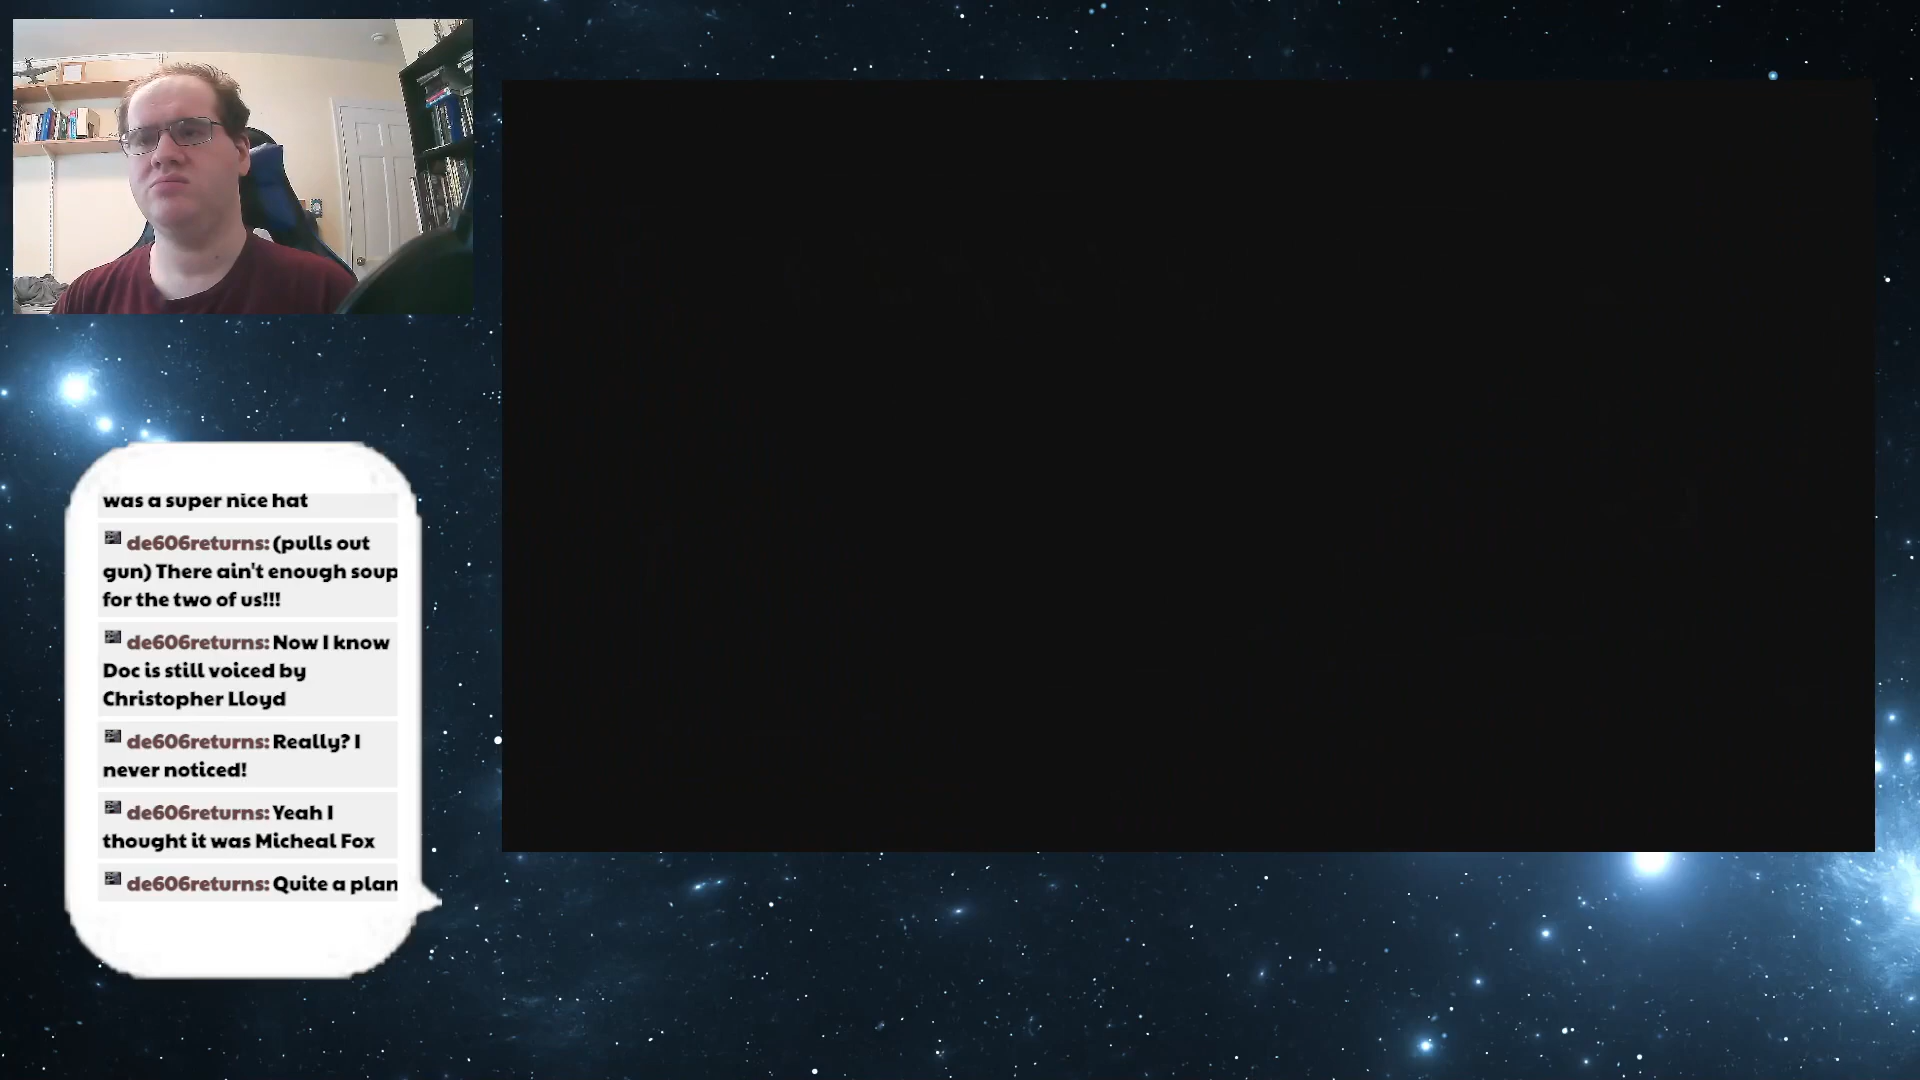 was a super nice hat
de606returns: (pulls out
gun) There ain't enough soup
for the two of us!!!
de606returns: Now I know
Doc is still voiced by
Christopher Lloyd
de606returns: Really? I
never noticed!
de606returns: Yeah I
thought it was Micheal Fox
de606returns: Quite a plan